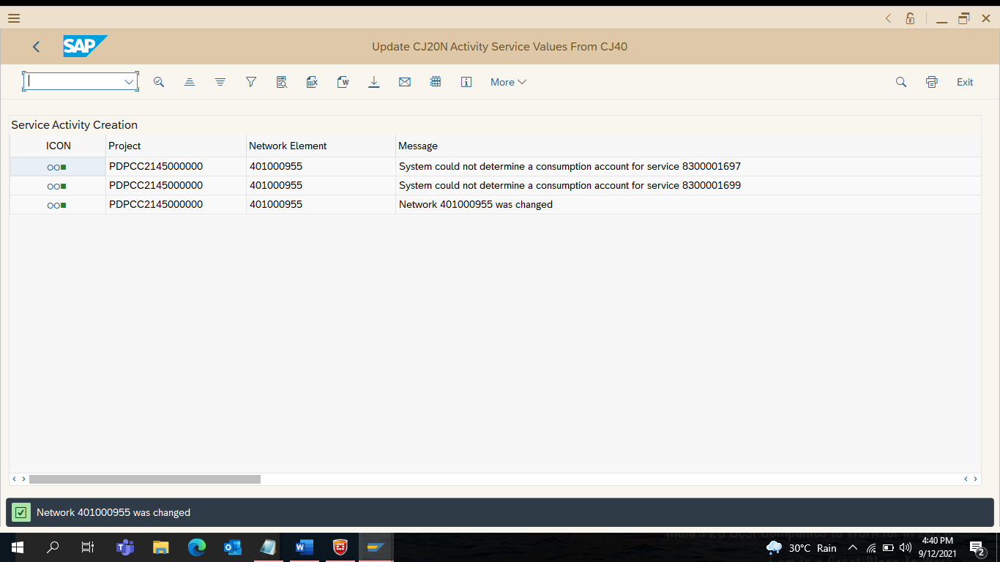 SAP
Update CJ20N Activity Service Values From CJ40
More
Exit
Service Activity Creation
ICON Project Network Element Message
PDPCC2145000000 401000955 System could not determine a consumption account for service 8300001697
PDPCC2145000000 401000955 System could not determine a consumption account for service 8300001699
PDPCC2145000000 401000955 Network 401000955 was changed
Network 401000955 was changed
30°C Rain
4:40 PM
9/12/2021
2